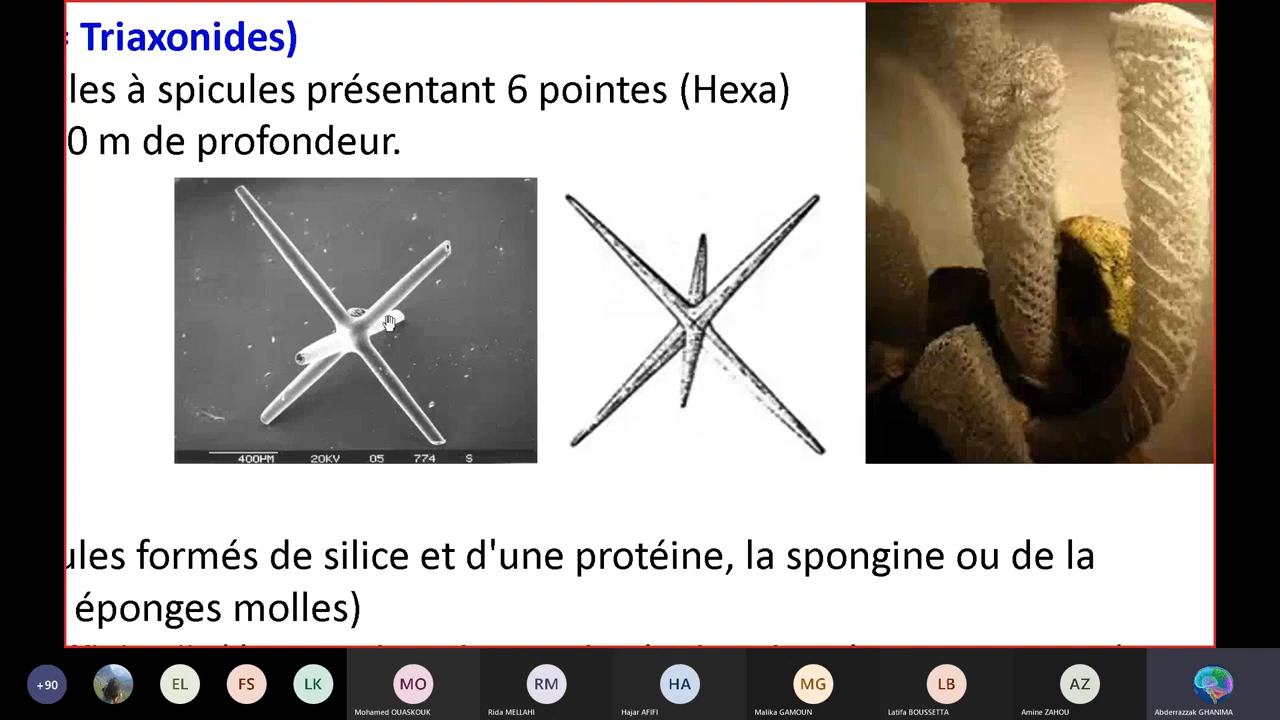 : Triaxonides)
les à spicules présentant 6 pointes (Hexa)
0 m de profondeur.
400µM 20KV 05 774 S
ules formés de silice et d'une protéine, la spongine ou de la
éponges molles)
+90
EL
FS
LK
MO
RM
HA
MG
LB
AZ
Mohamed OUASKOUK
Rida MELLAHI
Hajar AFIFI
Malika GAMOUN
Latifa BOUSSETTA
Amine ZAHOU
Abderrazzak GHANIMA